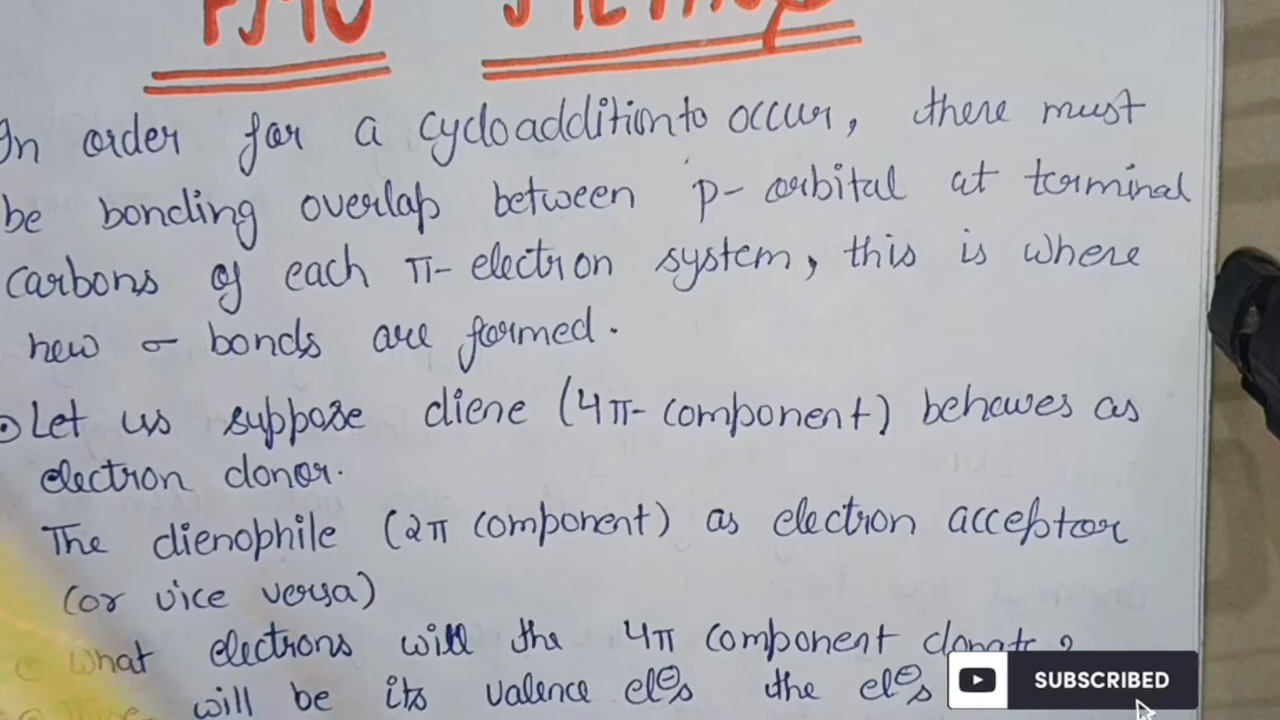 FMO Method
In order for a cycloaddition to occur, there must
be bonding overlap between p- orbital at terminal
carbons of each π- electron system, this is where
new σ bonds are formed.
Let us suppose diene (4π- component) behaves as
electron donor.
The dienophile (2π component) as electron acceptor
(or vice versa)
What electrons will the 4π component donate?
will be its valence el⊖s the el⊖s
SUBSCRIBED